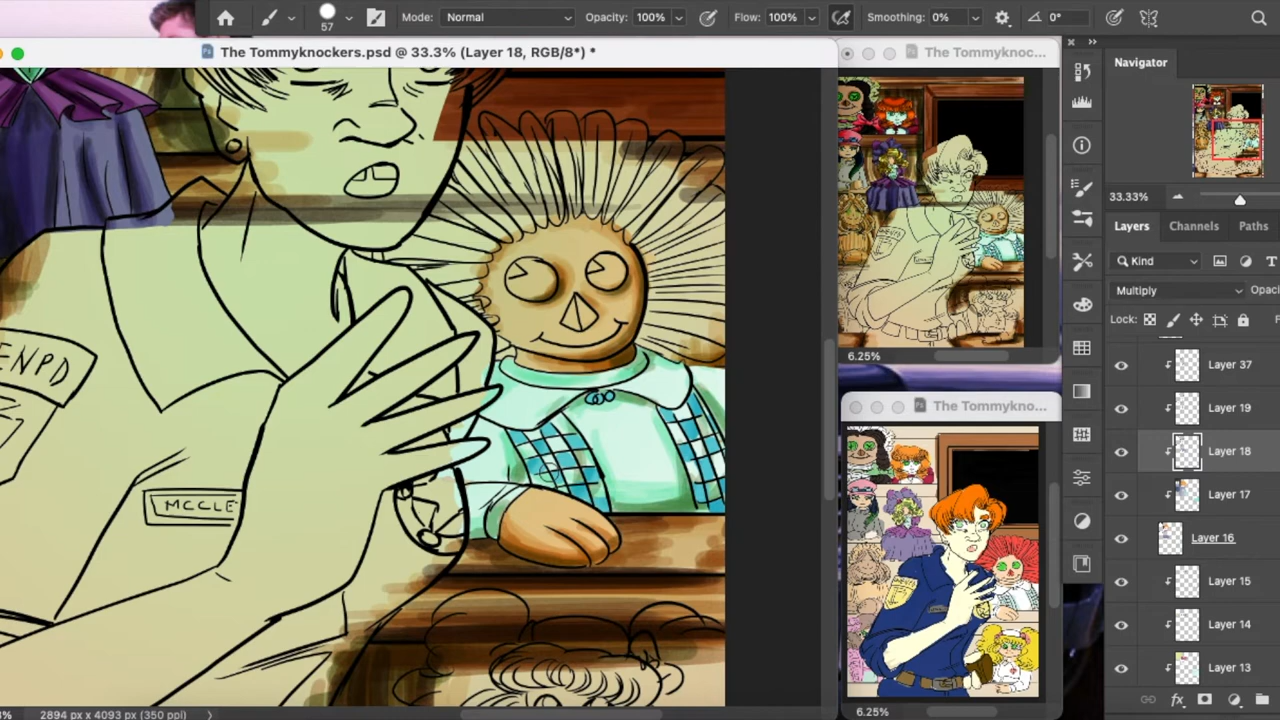 57
Mode: Normal
Opacity: 100%
Flow: 100%
Smoothing: 0%
0°
The Tommyknockers.psd @ 33.3% (Layer 18, RGB/8*) *
The Tommyknoc...
Navigator
33.33%
Layers Channels Paths
Kind
Multiply
Opac
Lock:
Layer 37
Layer 19
Layer 18
Layer 17
Layer 16
Layer 15
Layer 14
Layer 13
fx
6.25%
The Tommykno...
6.25%
ENPD
MCCLE
2894 px x 4093 px (350 ppi)